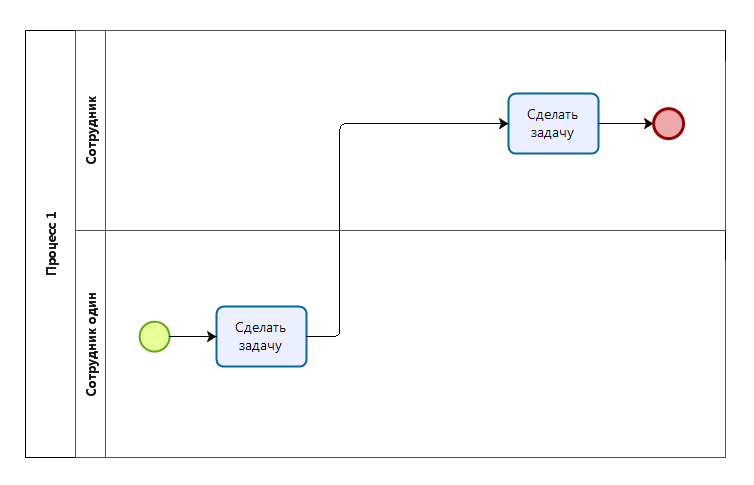 Процесс 1
Сотрудник
Сделать
задачу
Сотрудник один
Сделать
задачу